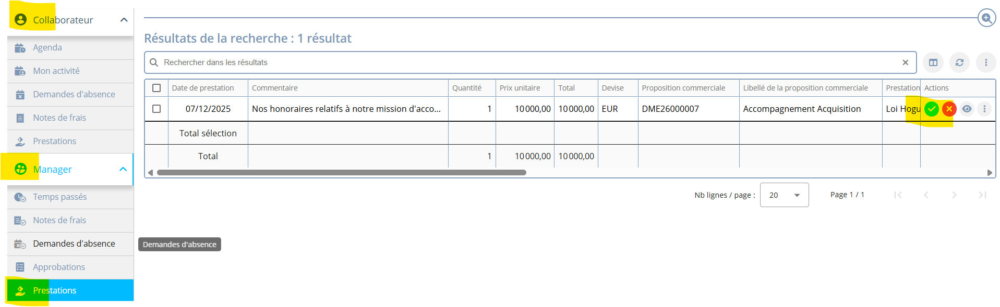 Collaborateur
Agenda
Mon activité
Demandes d'absence
Notes de frais
Prestations
Manager
Temps passés
Notes de frais
Demandes d'absence
Approbations
Prestations
Demandes d'absence
Résultats de la recherche : 1 résultat
Rechercher dans les résultats
Date de prestation Commentaire Quantité Prix unitaire Total Devise Proposition commerciale Libellé de la proposition commerciale Prestation Actions
07/12/2025 Nos honoraires relatifs à notre mission d'acco... 1 10 000,00 10 000,00 EUR DME26000007 Accompagnement Acquisition Loi Hogu
Total sélection
Total 1 10 000,00 10 000,00
Nb lignes / page : 20 Page 1 / 1